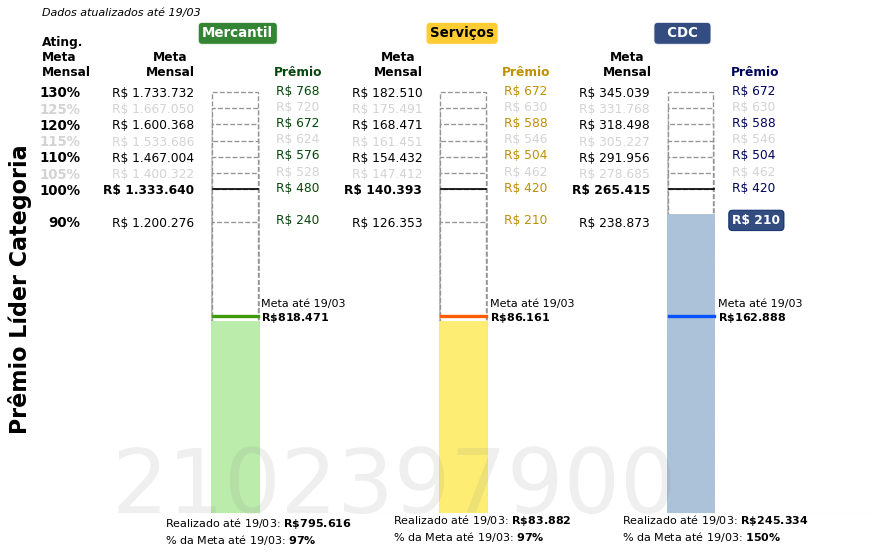 Dados atualizados até 19/03
Mercantil Serviços CDC
Ating. Meta Mensal Meta Mensal Prêmio Meta Mensal Prêmio Meta Mensal Prêmio
130% R$ 1.733.732 R$ 768 R$ 182.510 R$ 672 R$ 345.039 R$ 672
125% R$ 1.667.050 R$ 720 R$ 175.491 R$ 630 R$ 331.768 R$ 630
120% R$ 1.600.368 R$ 672 R$ 168.471 R$ 588 R$ 318.498 R$ 588
115% R$ 1.533.686 R$ 624 R$ 161.451 R$ 546 R$ 305.227 R$ 546
110% R$ 1.467.004 R$ 576 R$ 154.432 R$ 504 R$ 291.956 R$ 504
105% R$ 1.400.322 R$ 528 R$ 147.412 R$ 462 R$ 278.685 R$ 462
100% R$ 1.333.640 R$ 480 R$ 140.393 R$ 420 R$ 265.415 R$ 420
90% R$ 1.200.276 R$ 240 R$ 126.353 R$ 210 R$ 238.873 R$ 210
Meta até 19/03 Meta até 19/03 Meta até 19/03
R$818.471 R$86.161 R$162.888
Prêmio Líder Categoria
2102397900
Realizado até 19/03: R$795.616 Realizado até 19/03: R$83.882 Realizado até 19/03: R$245.334
% da Meta até 19/03: 97% % da Meta até 19/03: 97% % da Meta até 19/03: 150%